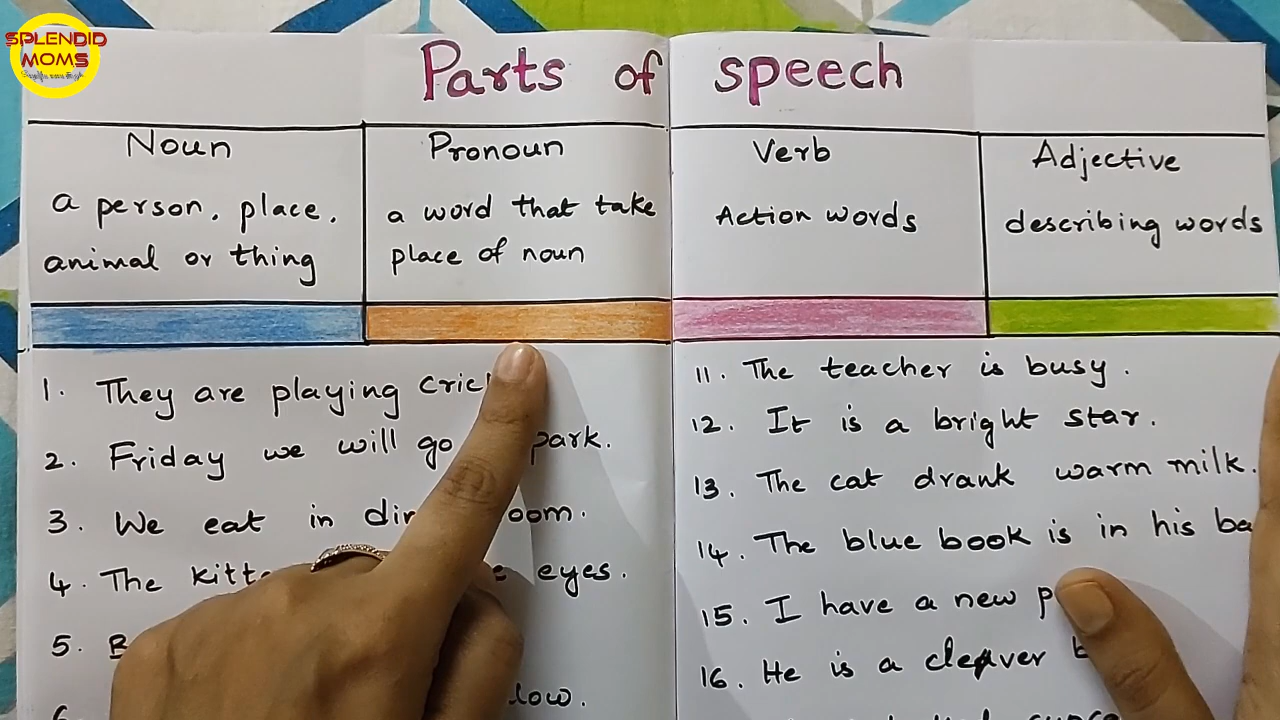 SPLENDID
MOMS
Parts of speech
Noun
a person, place,
animal or thing
Pronoun
a word that take
place of noun
Verb
Action words
Adjective
describing words
1. They are playing
2. Friday we will go park.
3. We eat in
4. The eyes.
5.
6.
11. The teacher is busy.
12. It is a bright star.
13. The cat drank warm milk.
14. The blue book is in his
15. I have a new
16. He is a cleaver